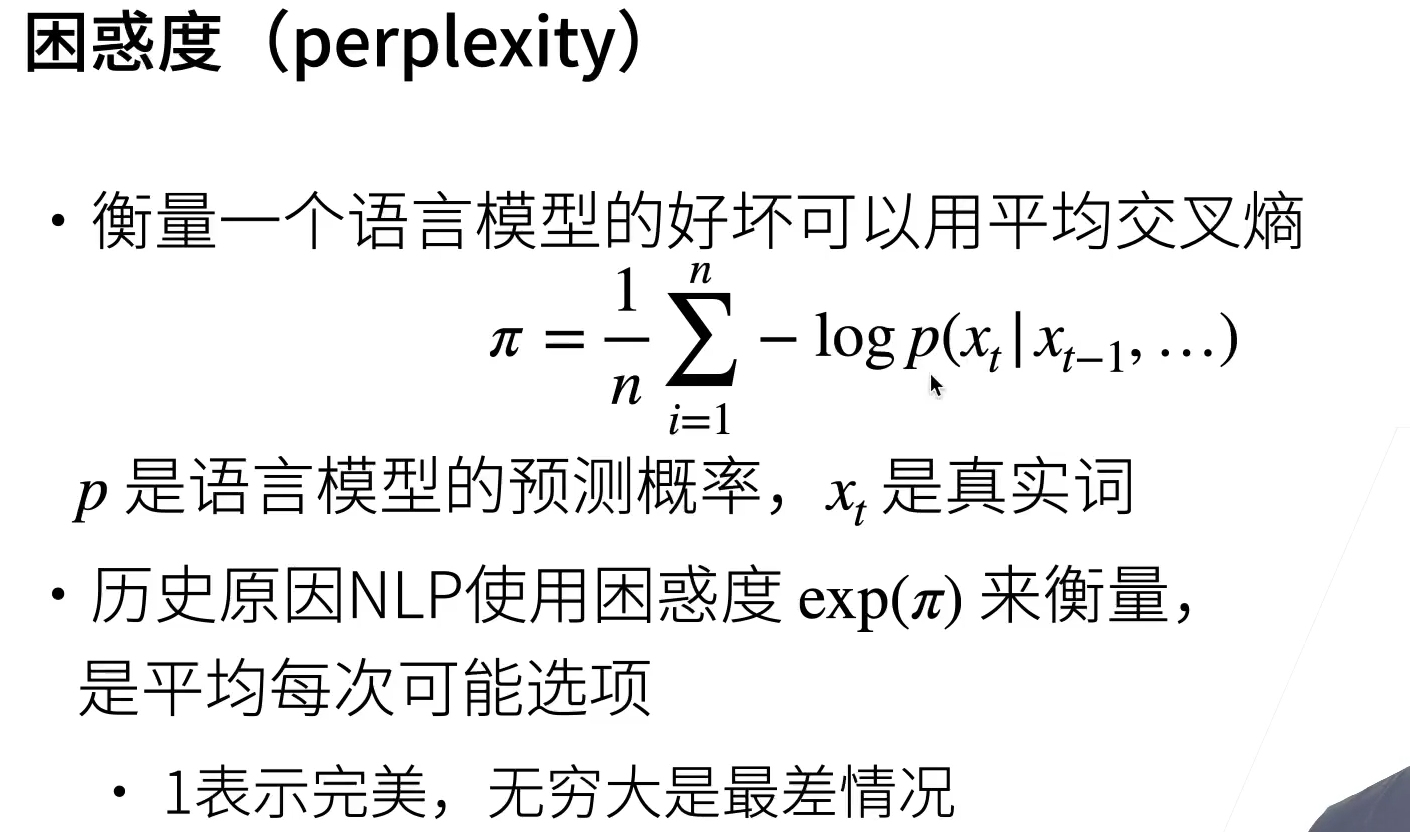 困惑度（perplexity）
• 衡量一个语言模型的好坏可以用平均交叉熵
π = \frac{1}{n} \sum_{i=1}^{n} − log p(x_t|x_{t−1}, …)
p 是语言模型的预测概率，x_t 是真实词
• 历史原因NLP使用困惑度 exp(π) 来衡量，
是平均每次可能选项
• 1表示完美，无穷大是最差情况